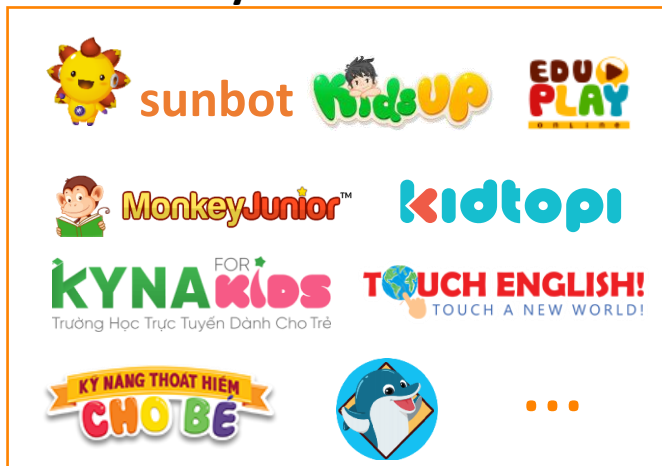 sunbot
KidsUP
EDU
PLAY
online
MonkeyJunior™
kidtopi
KYNA FOR KiDS
Trường Học Trực Tuyến Dành Cho Trẻ
TOUCH ENGLISH!
TOUCH A NEW WORLD!
KỸ NĂNG THOÁT HIỂM
CHO BÉ
...